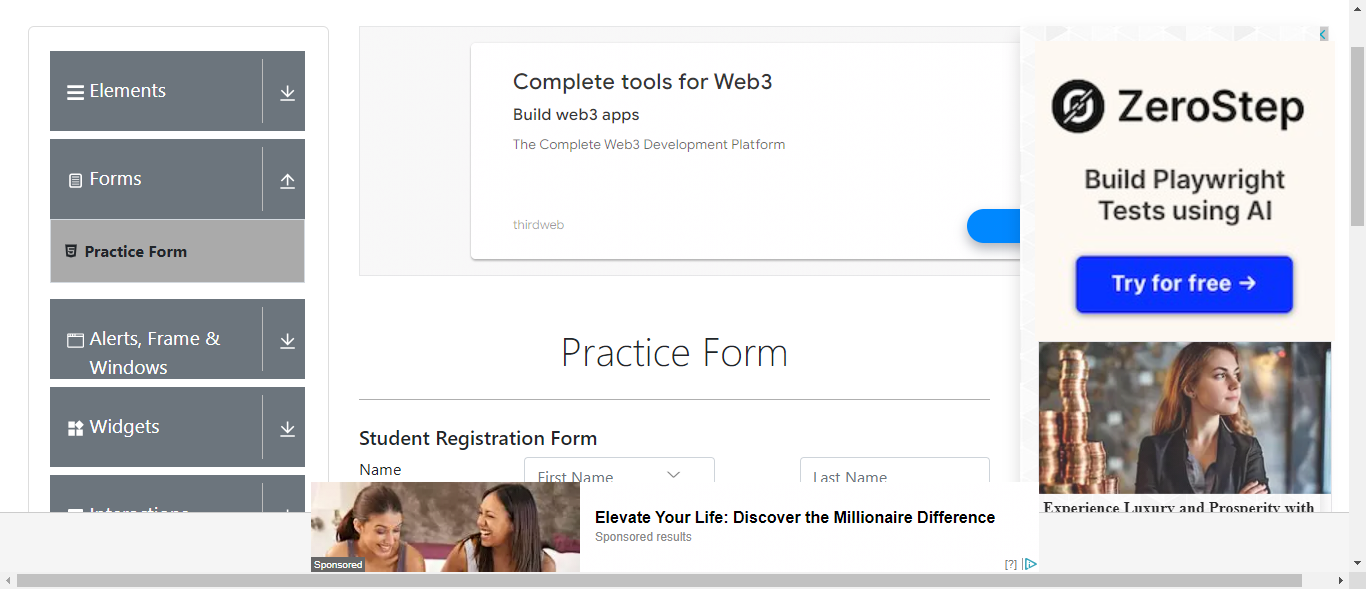 Elements
Forms
Practice Form
Alerts, Frame &
Windows
Widgets
Interactions
Complete tools for Web3
Build web3 apps
The Complete Web3 Development Platform
thirdweb
Practice Form
Student Registration Form
Name
First Name
Last Name
Sponsored
Elevate Your Life: Discover the Millionaire Difference
Sponsored results
[?]
ZeroStep
Build Playwright
Tests using AI
Try for free →
Experience Luxury and Prosperity with